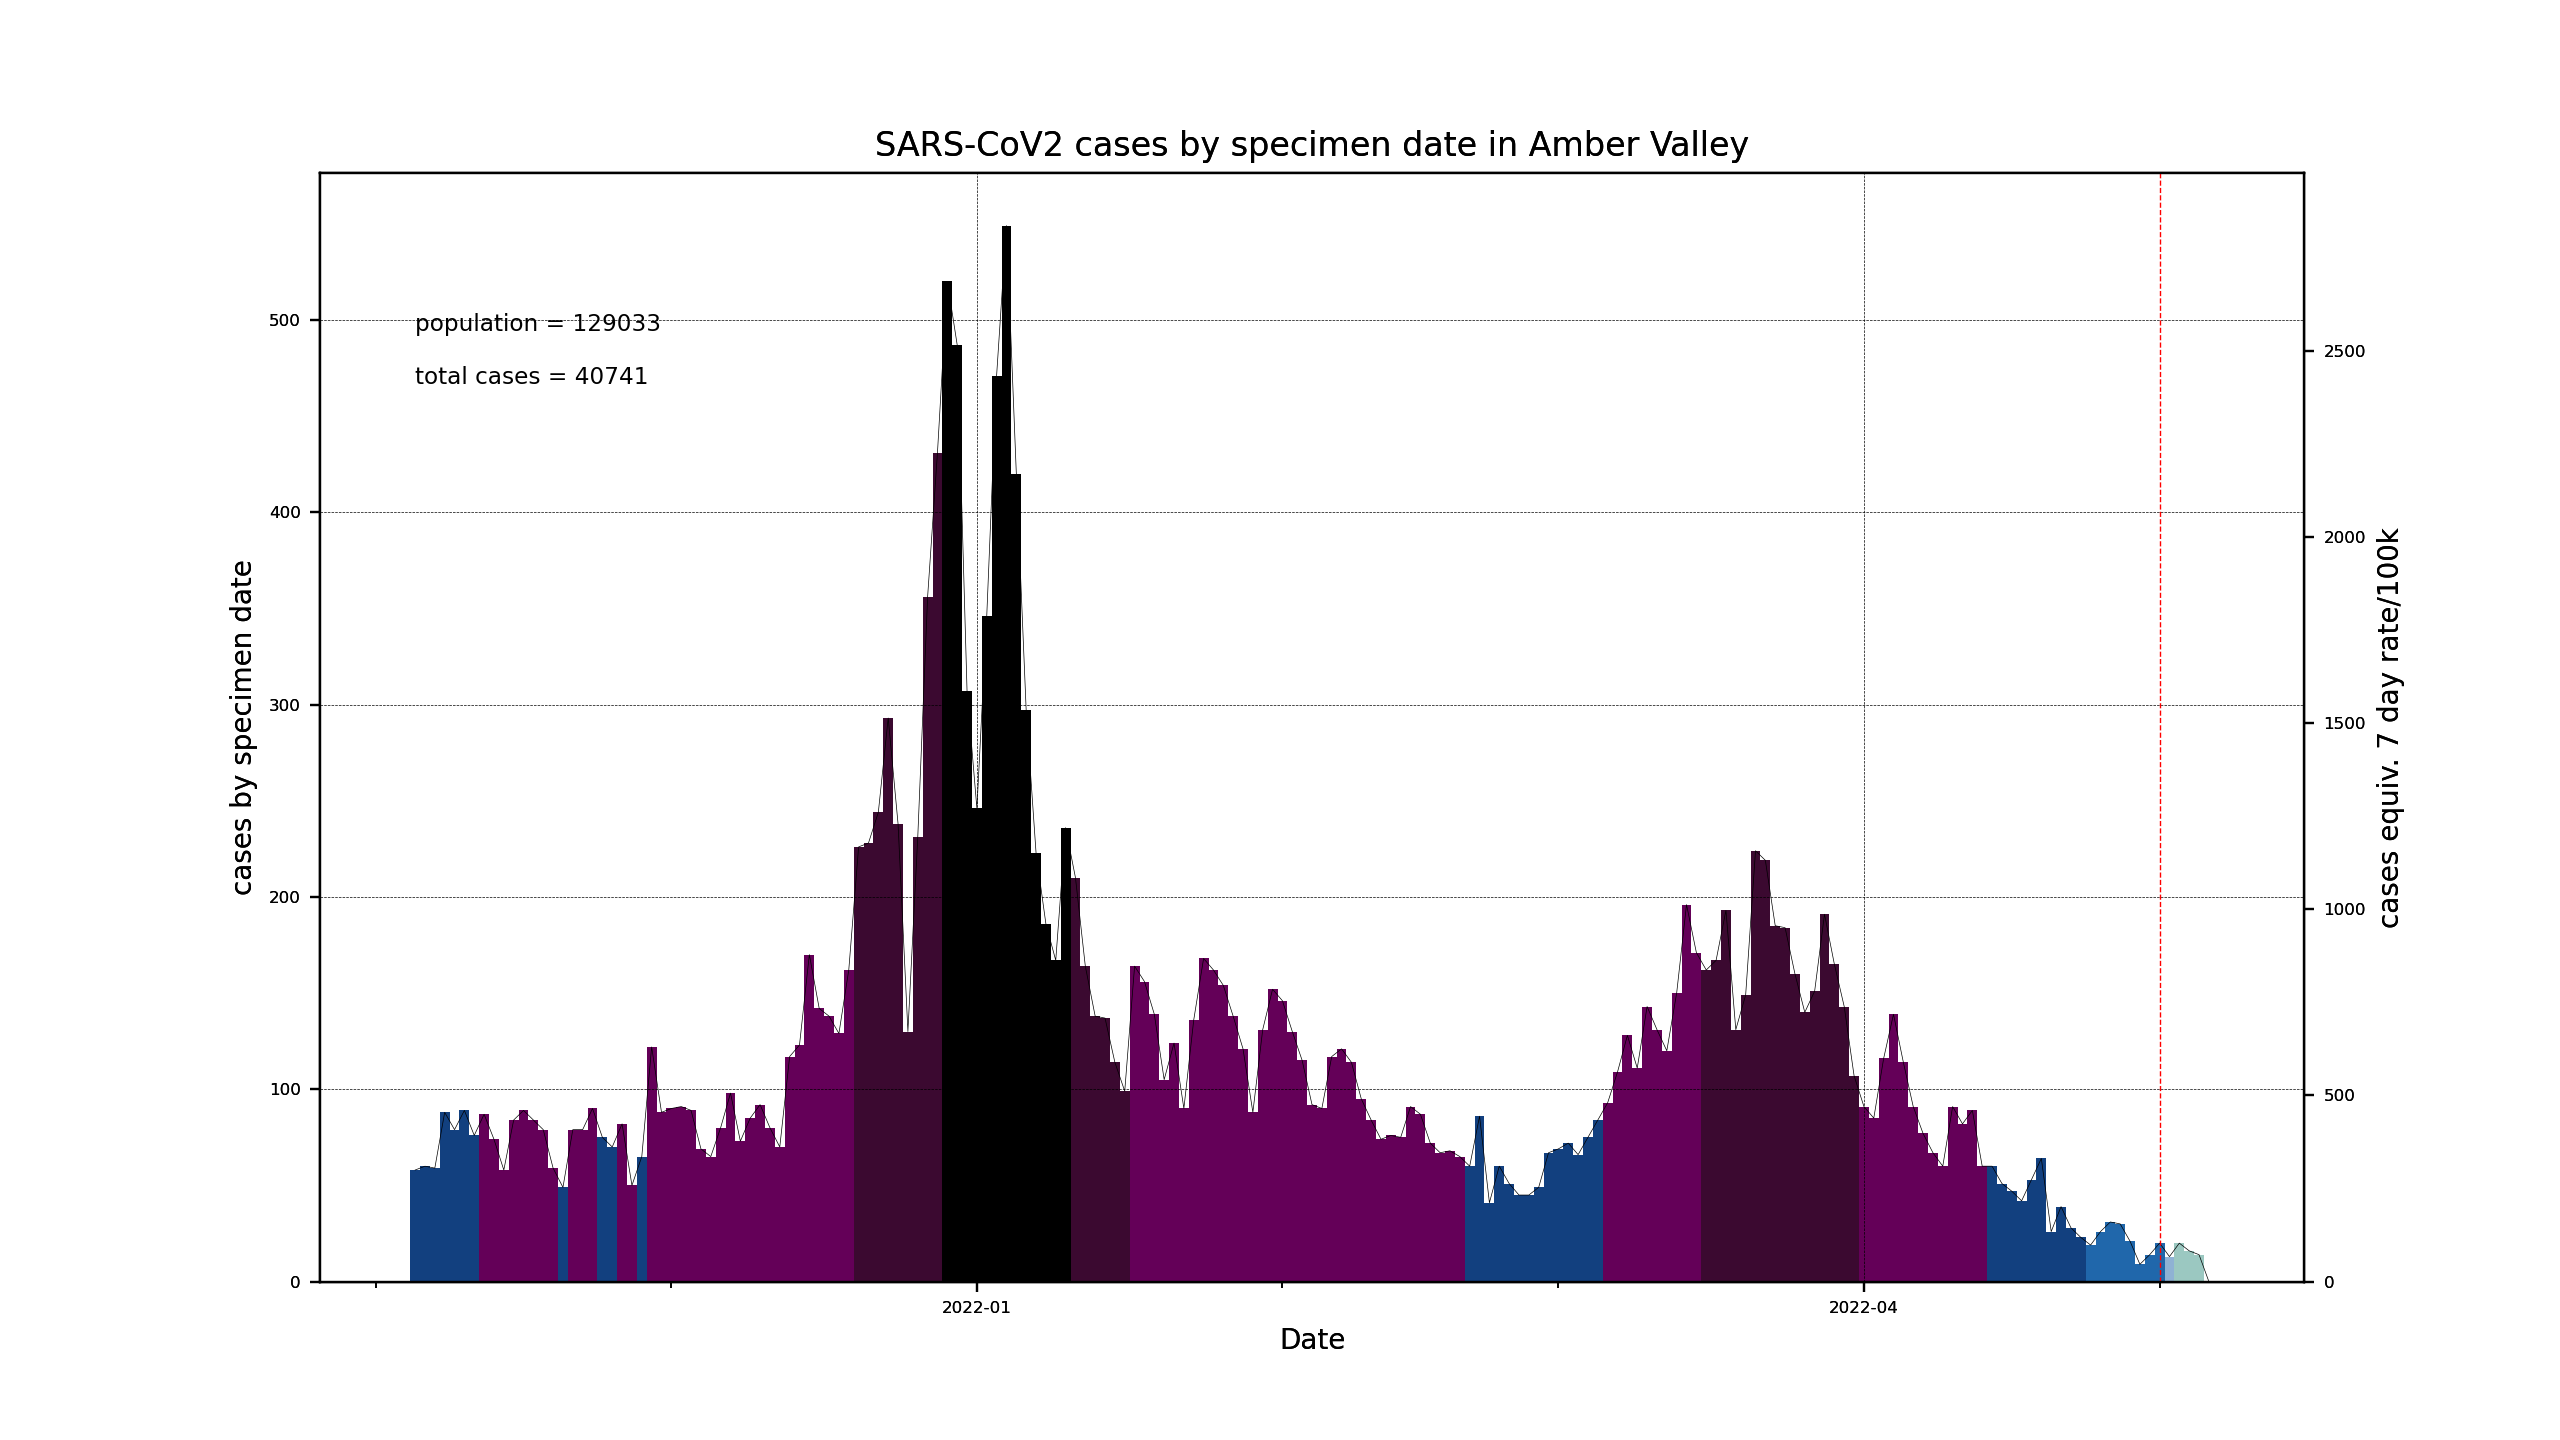 SARS-CoV2 cases by specimen date in Amber Valley
population = 129033
total cases = 40741
cases by specimen date
500
400
300
200
100
0
2500
2000
1500
1000
500
0
cases equiv. 7 day rate/100k
2022-01
2022-04
Date